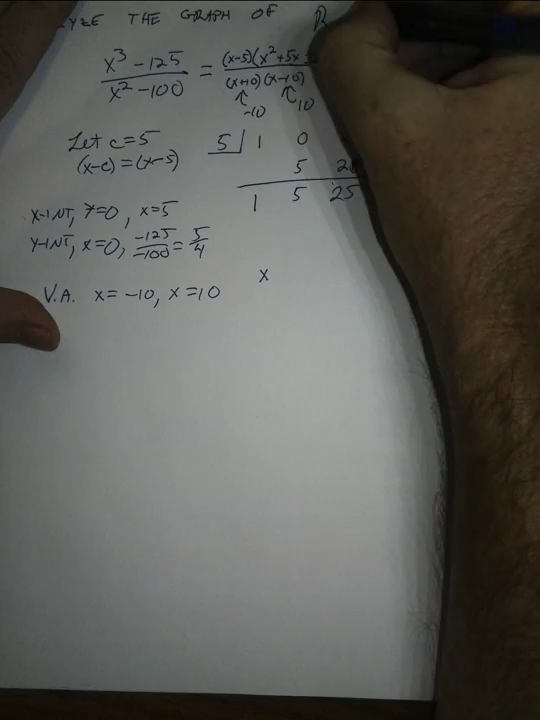 THE GRAPH OF R
x³ - 125 / x² - 100 = (x-5)(x²+5x / (x+10)(x-10)
-10 10
Let c=5
(x-c) = (x-5)
5 | 1 0
5 2
1 5 25
X-INT, Y=0, x=5
Y-INT, x=0, -125/-100 = 5/4
x
V.A. x = -10, x = 10